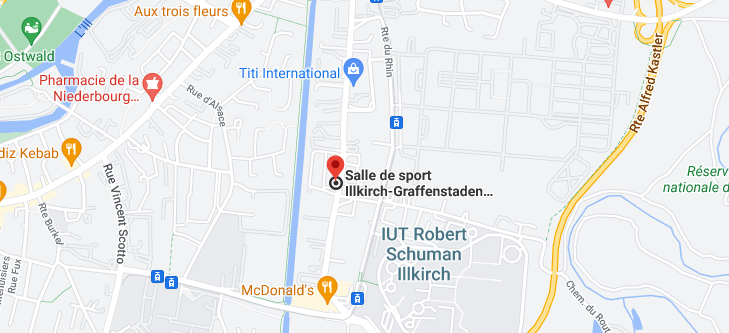 Aux trois fleurs
L'Ill
Ostwald
Rte du Rhin
Rte Alfred Kastler
Titi International
Pharmacie de la
Niederbourg...
Rue d'Alsace
diz Kebab
Rue Vincent Scotto
Salle de sport
Illkirch-Graffenstaden...
Réserv
nationale d
Rte Burkel
Rue Fux
IUT Robert
Schuman
Illkirch
McDonald's
Chem. du Rout